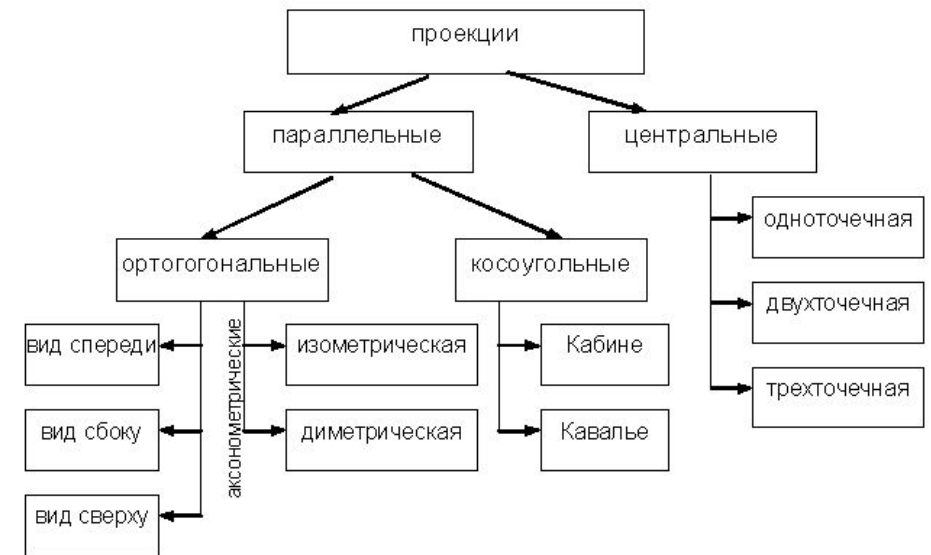 проекции
параллельные
центральные
одноточечная
ортогогональные
косоугольные
двухточечная
вид спереди
аксонометрические
изометрическая
Кабине
трехточечная
вид сбоку
диметрическая
Кавалье
вид сверху